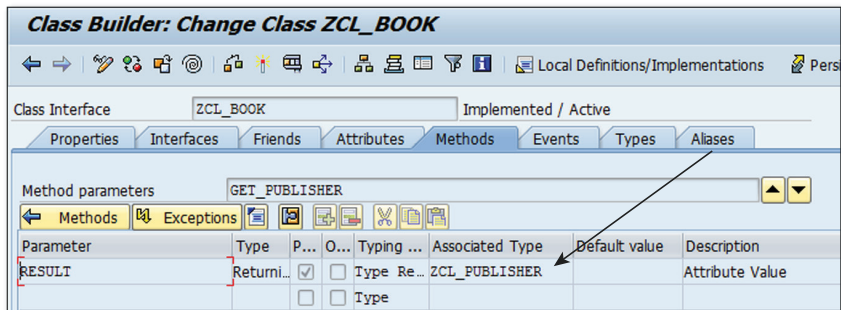 Class Builder: Change Class ZCL_BOOK
Local Definitions/Implementations Persi
Class Interface ZCL_BOOK Implemented / Active
Properties Interfaces Friends Attributes Methods Events Types Aliases
Method parameters GET_PUBLISHER
Methods Exceptions
Parameter Type P... O... Typing ... Associated Type Default value Description
RESULT Returni... Type Re... ZCL_PUBLISHER Attribute Value
Type